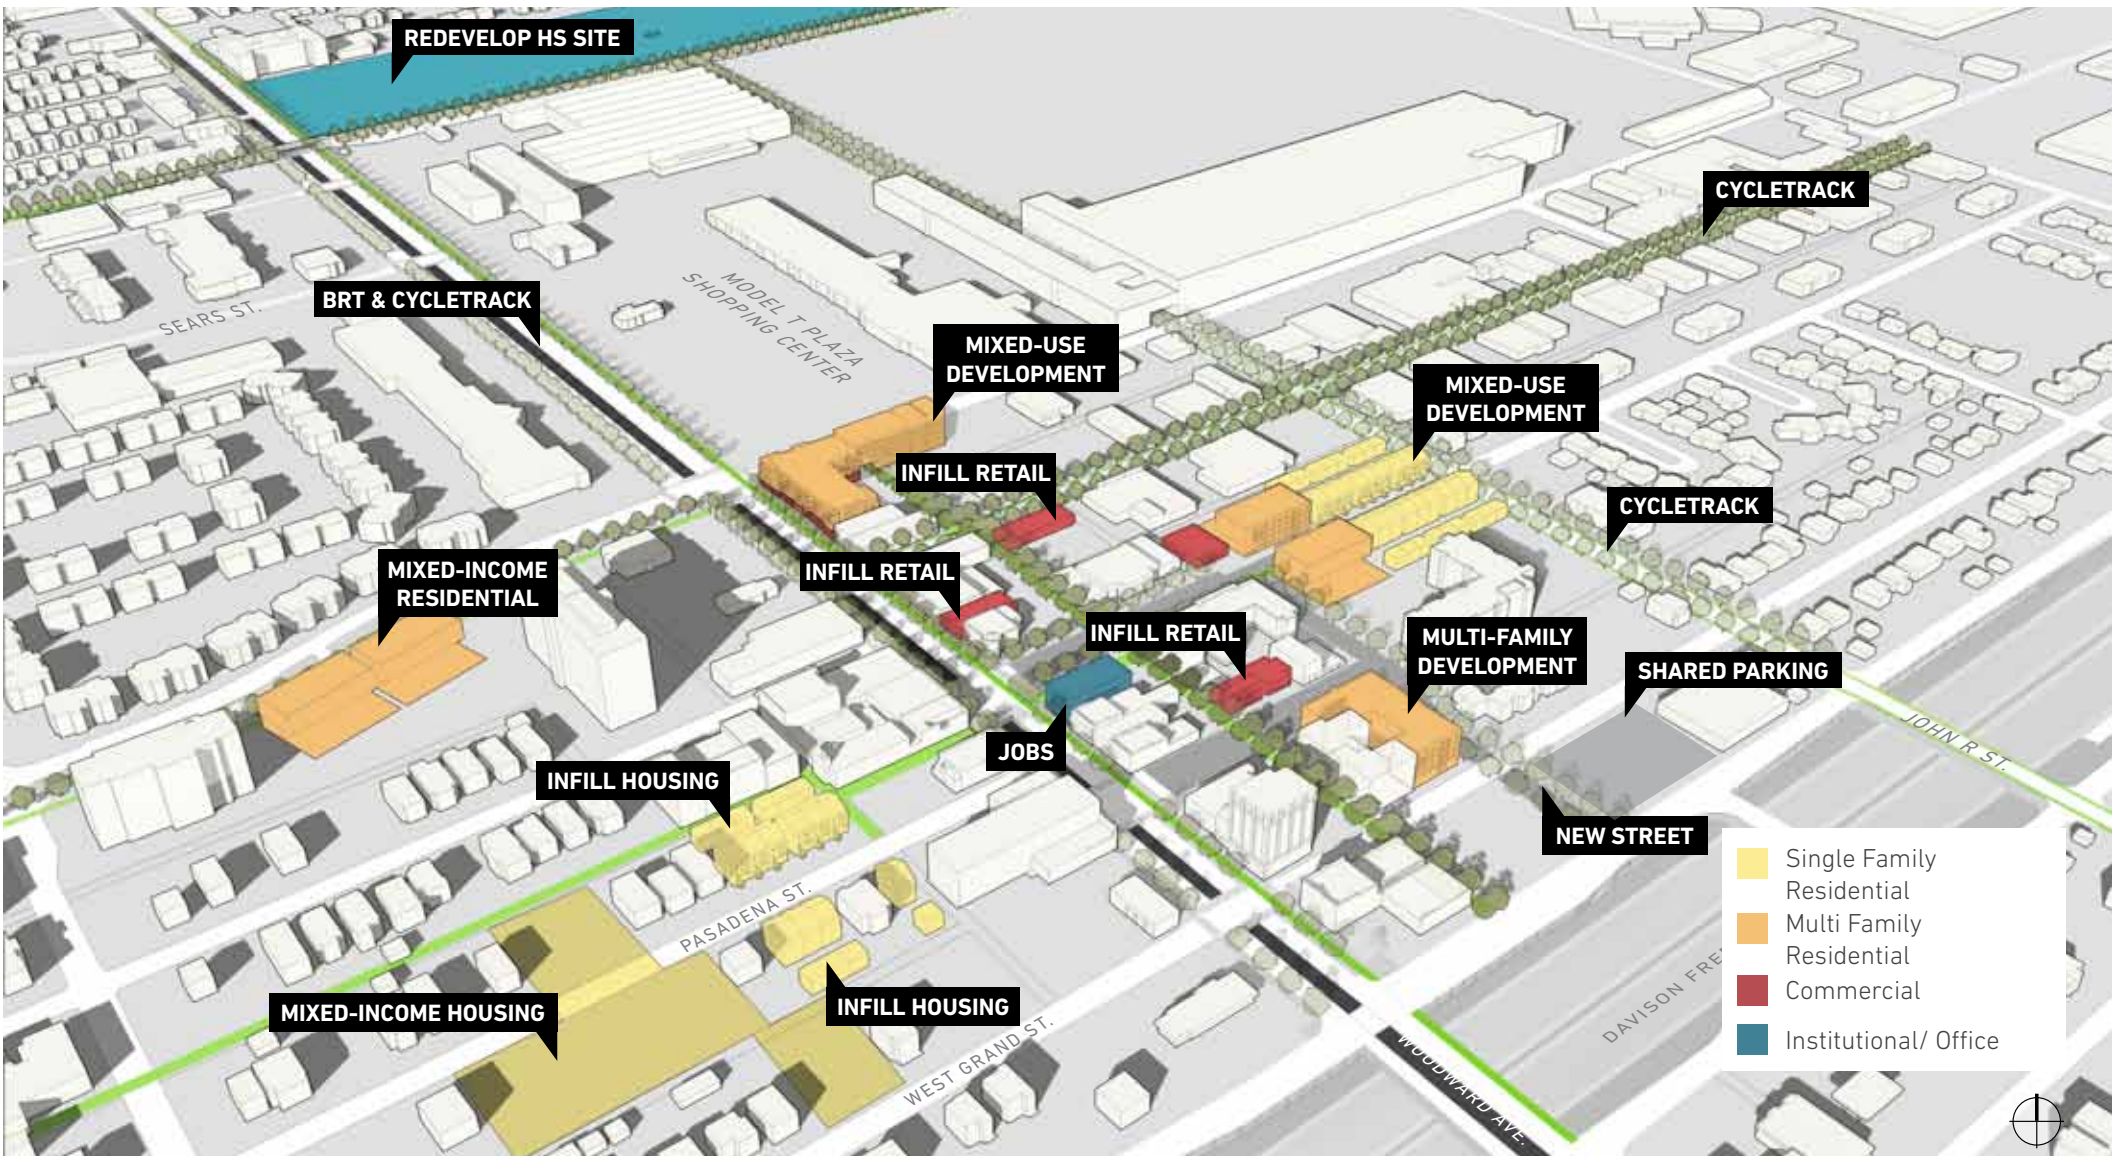 REDEVELOP HS SITE
CYCLETRACK
BRT & CYCLETRACK
SEARS ST.
MODEL T PLAZA
SHOPPING CENTER
MIXED-USE
DEVELOPMENT
MIXED-USE
DEVELOPMENT
INFILL RETAIL
CYCLETRACK
MIXED-INCOME
RESIDENTIAL
INFILL RETAIL
INFILL RETAIL
MULTI-FAMILY
DEVELOPMENT
SHARED PARKING
JOHN R ST.
JOBS
INFILL HOUSING
NEW STREET
PASADENA ST.
MIXED-INCOME HOUSING
INFILL HOUSING
WEST GRAND ST.
DAVISON FRE
WOODWARD AVE.
Single Family
Residential
Multi Family
Residential
Commercial
Institutional/ Office